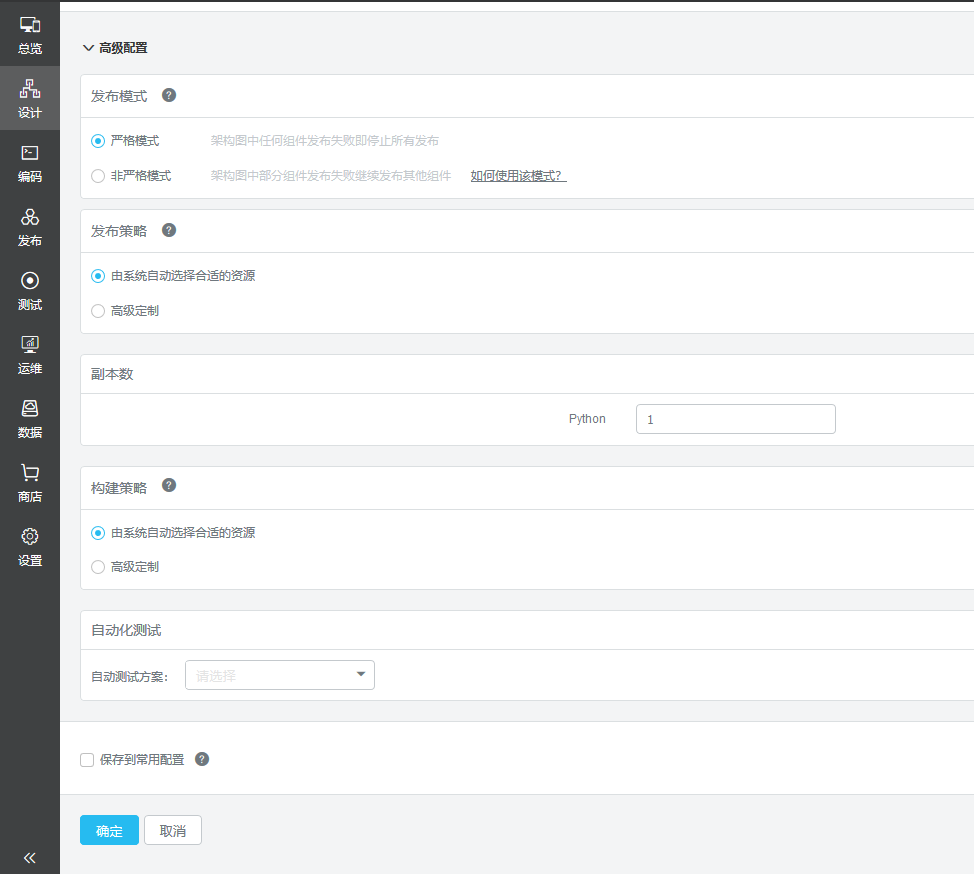 总览
设计
编码
发布
测试
运维
数据
商店
设置
高级配置
发布模式 ?
严格模式 架构图中任何组件发布失败即停止所有发布
非严格模式 架构图中部分组件发布失败继续发布其他组件 如何使用该模式?
发布策略 ?
由系统自动选择合适的资源
高级定制
副本数
Python 1
构建策略 ?
由系统自动选择合适的资源
高级定制
自动化测试
自动测试方案: 请选择
保存到常用配置 ?
确定 取消